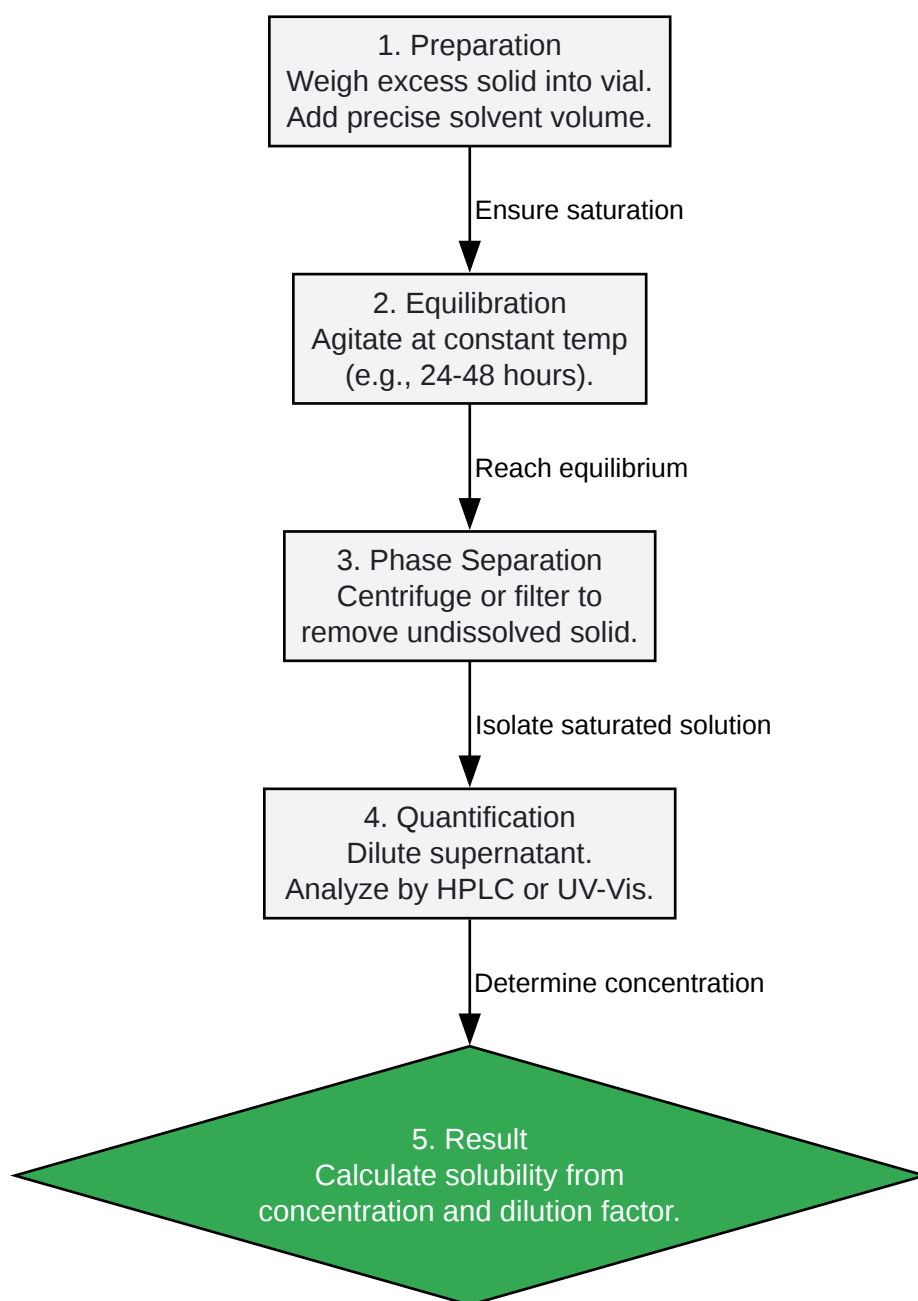 1. Preparation
Weigh excess solid into vial.
Add precise solvent volume.
Ensure saturation
2. Equilibration
Agitate at constant temp
(e.g., 24-48 hours).
Reach equilibrium
3. Phase Separation
Centrifuge or filter to
remove undissolved solid.
Isolate saturated solution
4. Quantification
Dilute supernatant.
Analyze by HPLC or UV-Vis.
Determine concentration
5. Result
Calculate solubility from
concentration and dilution factor.